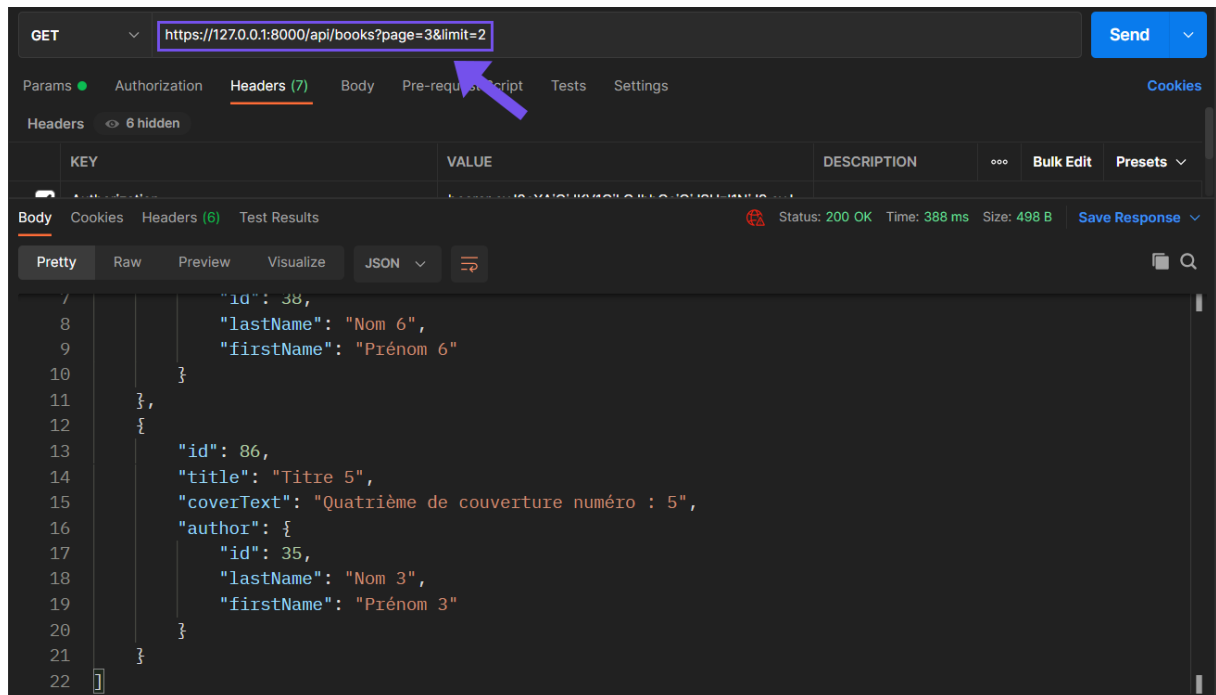 GET https://127.0.0.1:8000/api/books?page=3&limit=2 Send
Params Authorization Headers (7) Body Pre-request Script Tests Settings Cookies
Headers 6 hidden
KEY VALUE DESCRIPTION ooo Bulk Edit Presets
Authorization
Body Cookies Headers (6) Test Results Status: 200 OK Time: 388 ms Size: 498 B Save Response
Pretty Raw Preview Visualize JSON
7 "id": 38,
8 "lastName": "Nom 6",
9 "firstName": "Prénom 6"
10 }
11 },
12 {
13 "id": 86,
14 "title": "Titre 5",
15 "coverText": "Quatrième de couverture numéro : 5",
16 "author": {
17 "id": 35,
18 "lastName": "Nom 3",
19 "firstName": "Prénom 3"
20 }
21 }
22 ]